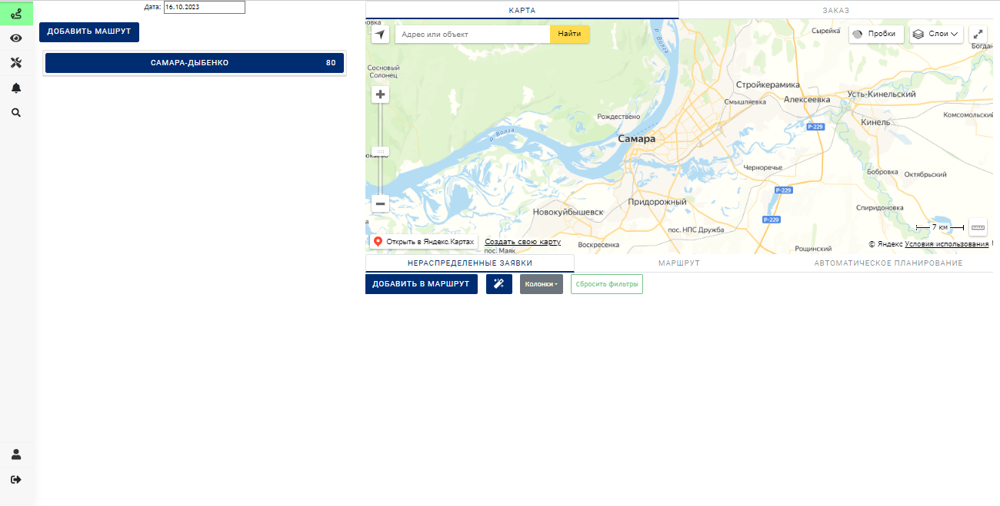 Дата: 16.10.2023
ДОБАВИТЬ МАШРУТ
САМАРА-ДЫБЕНКО 80
КАРТА
ЗАКАЗ
Адрес или объект
Найти
Пробки
Слои
Сырейка
Сосновый
Солонец
р. Волга
Стройкерамика
Смышляевка
Алексеевка
Усть-Кинельский
Рождествено
Кинель
Комсомольский
Р-229
р. Волга
Самара
Черноречье
Бобровка
Октябрьский
Р-229
Придорожный
Спиридоновка
Новокуйбышевск
Р-229
пос. НПС Дружба
7 км
Открыть в Яндекс.Картах
Создать свою карту
пос. Маяк
Воскресенка
Рощинский
© Яндекс Условия использования
НЕРАСПРЕДЕЛЕННЫЕ ЗАЯВКИ
МАРШРУТ
АВТОМАТИЧЕСКОЕ ПЛАНИРОВАНИЕ
ДОБАВИТЬ В МАРШРУТ
Колонки
Сбросить фильтры